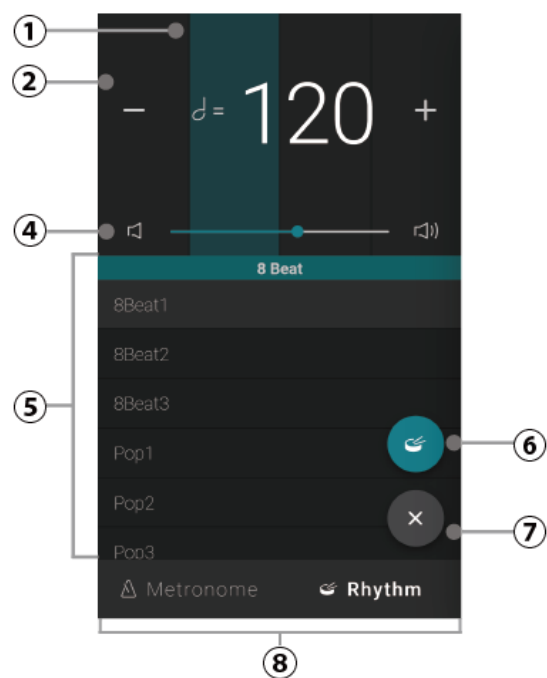 ①
②
− 𝅗𝅥 = 120 +
④
8 Beat
8Beat1
8Beat2
8Beat3
⑤
Pop1
⑥
Pop2
⑦
Pop3
Metronome Rhythm
⑧